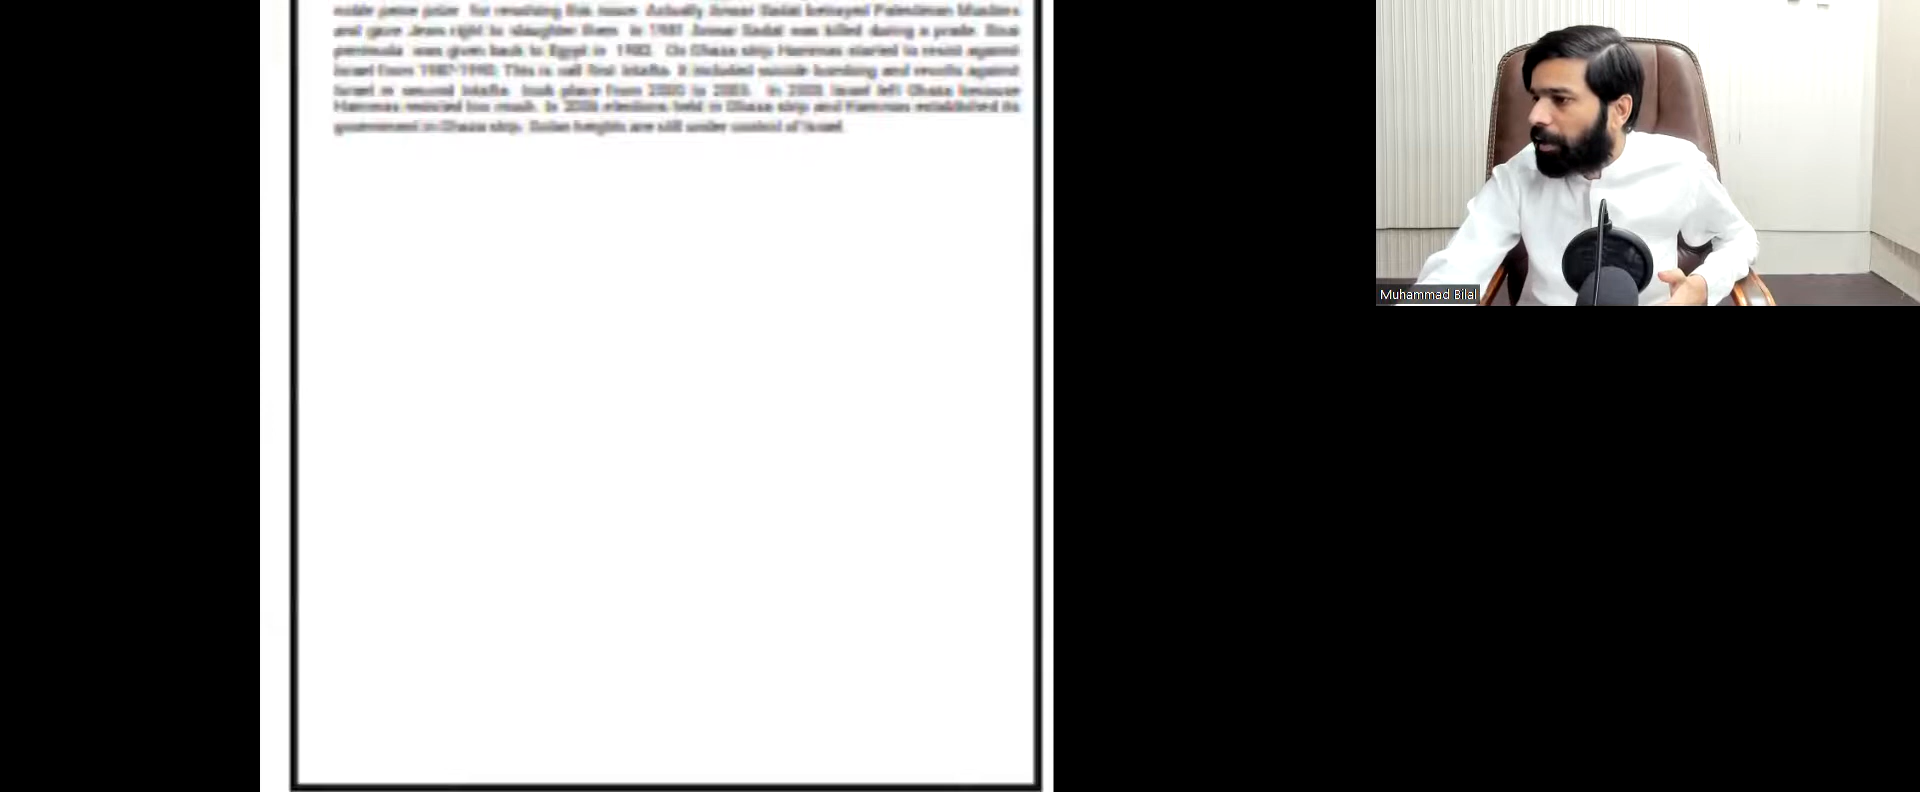 noble peace prize for resolving this issue. Actually Anwar Sadat betrayed Palestinian Muslims
and gave Jews right to slaughter them. In 1981 Anwar Sadat was killed during a prade. Sinai
peninsula was given back to Egypt in 1982. On Ghaza strip Hammas started to resist against
Israel from 1987-1990. This is call first Intafia. It included suicide bombing and revolts against
Israel in second Intafia took place from 2000 to 2005. In 2005 Israel left Ghaza because
Hammas resisted too much. In 2006 elections held in Ghaza strip and Hammas established its
government in Ghaza strip. Golan heights are still under control of Israel.
Muhammad Bilal